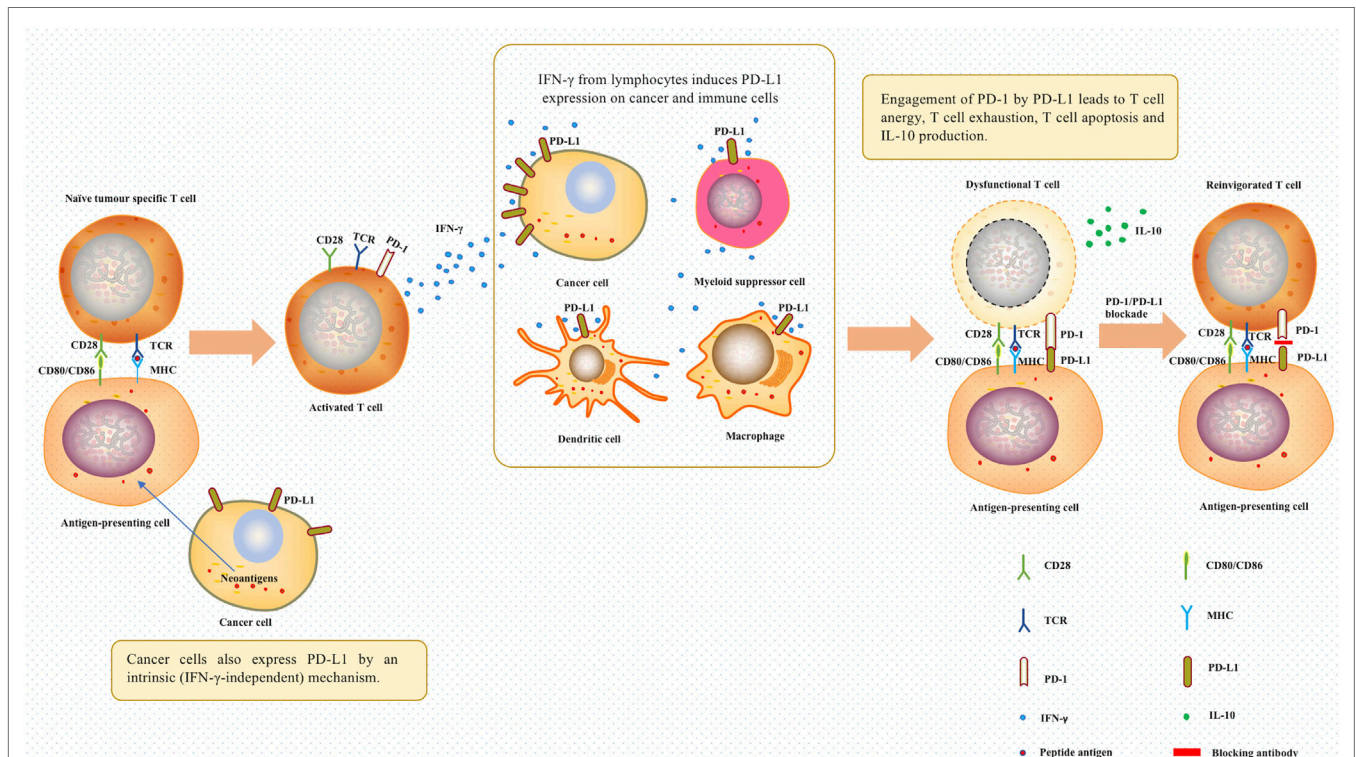 IFN-γ from lymphocytes induces PD-L1
expression on cancer and immune cells
Engagement of PD-1 by PD-L1 leads to T cell
anergy, T cell exhaustion, T cell apoptosis and
IL-10 production.
Naïve tumour specific T cell
CD28
TCR
CD80/CD86
MHC
Antigen-presenting cell
CD28
TCR
PD-1
Activated T cell
IFN-γ
PD-L1
Cancer cell
PD-L1
Myeloid suppressor cell
PD-L1
Dendritic cell
PD-L1
Macrophage
PD-L1
Neoantigens
Cancer cell
Cancer cells also express PD-L1 by an
intrinsic (IFN-γ-independent) mechanism.
Dysfunctional T cell
IL-10
CD28
TCR
PD-1
CD80/CD86
MHC
PD-L1
Antigen-presenting cell
PD-1/PD-L1
blockade
Reinvigorated T cell
CD28
TCR
PD-1
CD80/CD86
MHC
PD-L1
Antigen-presenting cell
CD28
CD80/CD86
TCR
MHC
PD-1
PD-L1
IFN-γ
IL-10
Peptide antigen
Blocking antibody